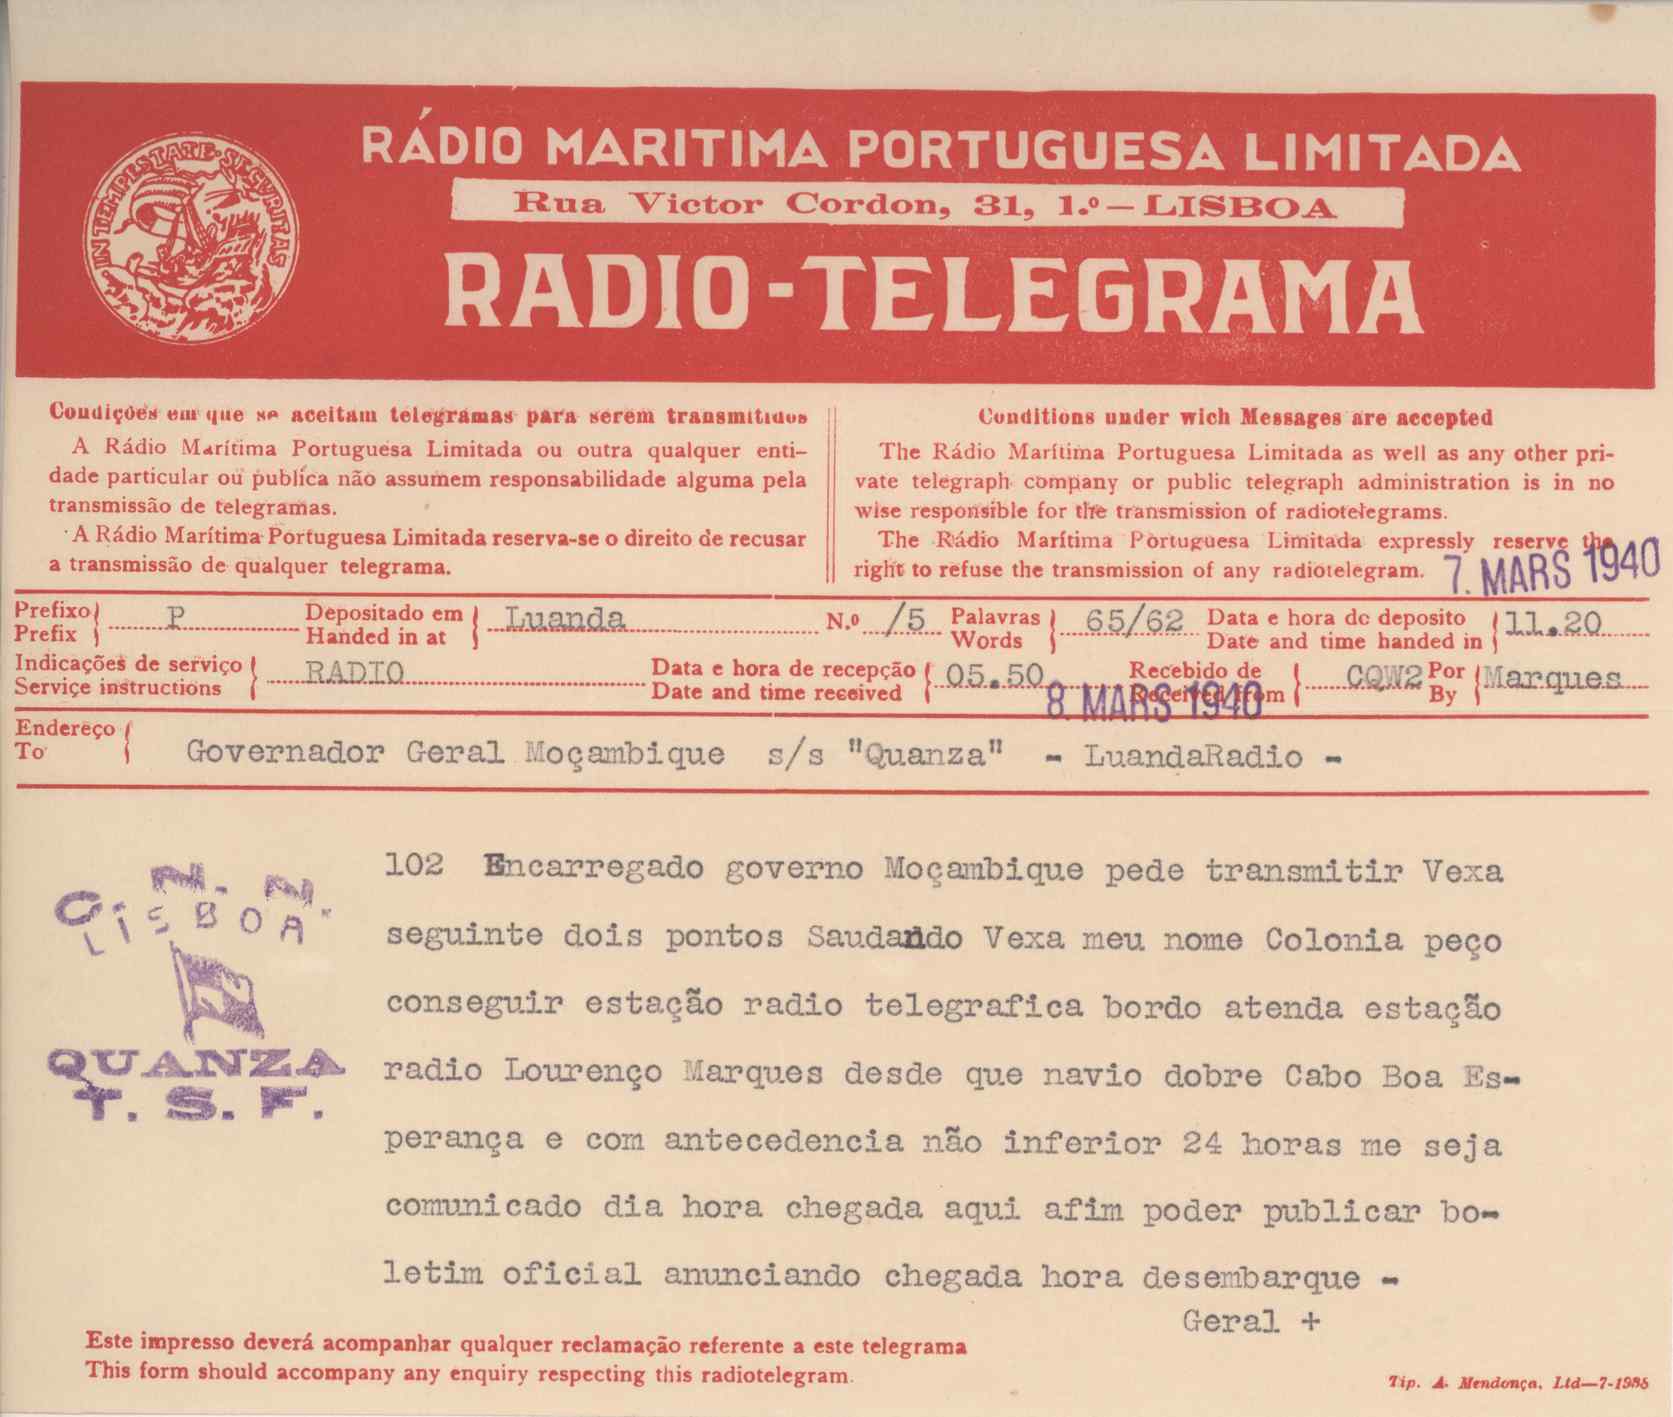 IN TEMPESTATE SECVRITAS
RÁDIO MARITIMA PORTUGUESA LIMITADA
Rua Victor Cordon, 31, 1.º—LISBOA
RADIO-TELEGRAMA
Condições em que se aceitam telegramas para serem transmitidos
A Rádio Marítima Portuguesa Limitada ou outra qualquer enti-
dade particular ou publica não assumem responsabilidade alguma pela
transmissão de telegramas.
A Rádio Marítima Portuguesa Limitada reserva-se o direito de recusar
a transmissão de qualquer telegrama.
Conditions under wich Messages are accepted
The Rádio Marítima Portuguesa Limitada as well as any other pri-
vate telegraph company or public telegraph administration is in no
wise responsible for the transmission of radiotelegrams.
The Rádio Marítima Portuguesa Limitada expressly reserve the
right to refuse the transmission of any radiotelegram.
7. MARS 1940
Prefixo P Depositado em Luanda N.º /5 Palavras 65/62 Data e hora de deposito 11.20
Prefix Handed in at Words Date and time handed in
Indicações de serviço RADIO Data e hora de recepção 05.50 Recebido de CQW2 Por Marques
Service instructions Date and time received Received from By
8. MARS 1940
Endereço
To Governador Geral Moçambique s/s "Quanza" - LuandaRadio -
C. N. N.
LISBOA.
QUANZA
T. S. F.
102 Encarregado governo Moçambique pede transmitir Vexa
seguinte dois pontos Saudando Vexa meu nome Colonia peço
conseguir estação radio telegrafica bordo atenda estação
radio Lourenço Marques desde que navio dobre Cabo Boa Es-
perança e com antecedencia não inferior 24 horas me seja
comunicado dia hora chegada aqui afim poder publicar bo-
letim oficial anunciando chegada hora desembarque -
Geral +
Este impresso deverá acompanhar qualquer reclamação referente a este telegrama
This form should accompany any enquiry respecting this radiotelegram.
Tip. A. Mendonça, Ltd—7-1938